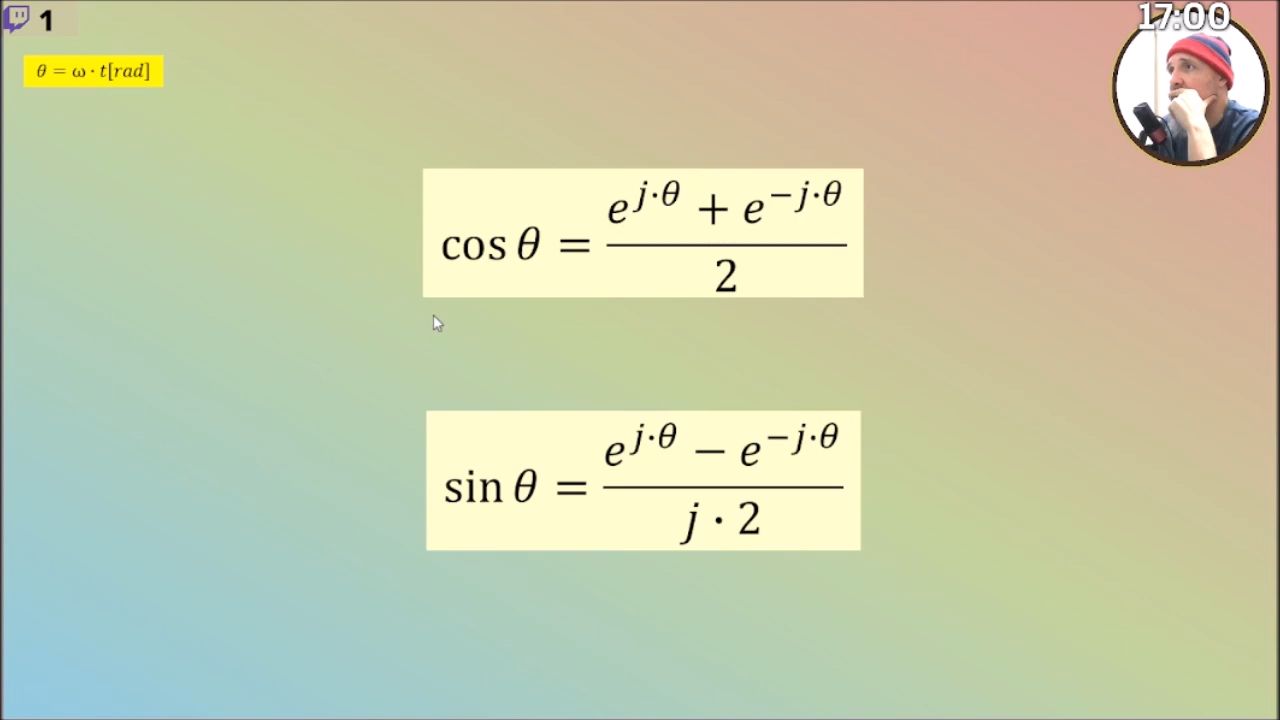 1
17:00
θ = ω · t[rad]
cos θ = (e^{j·θ} + e^{−j·θ}) / 2
sin θ = (e^{j·θ} − e^{−j·θ}) / (j · 2)